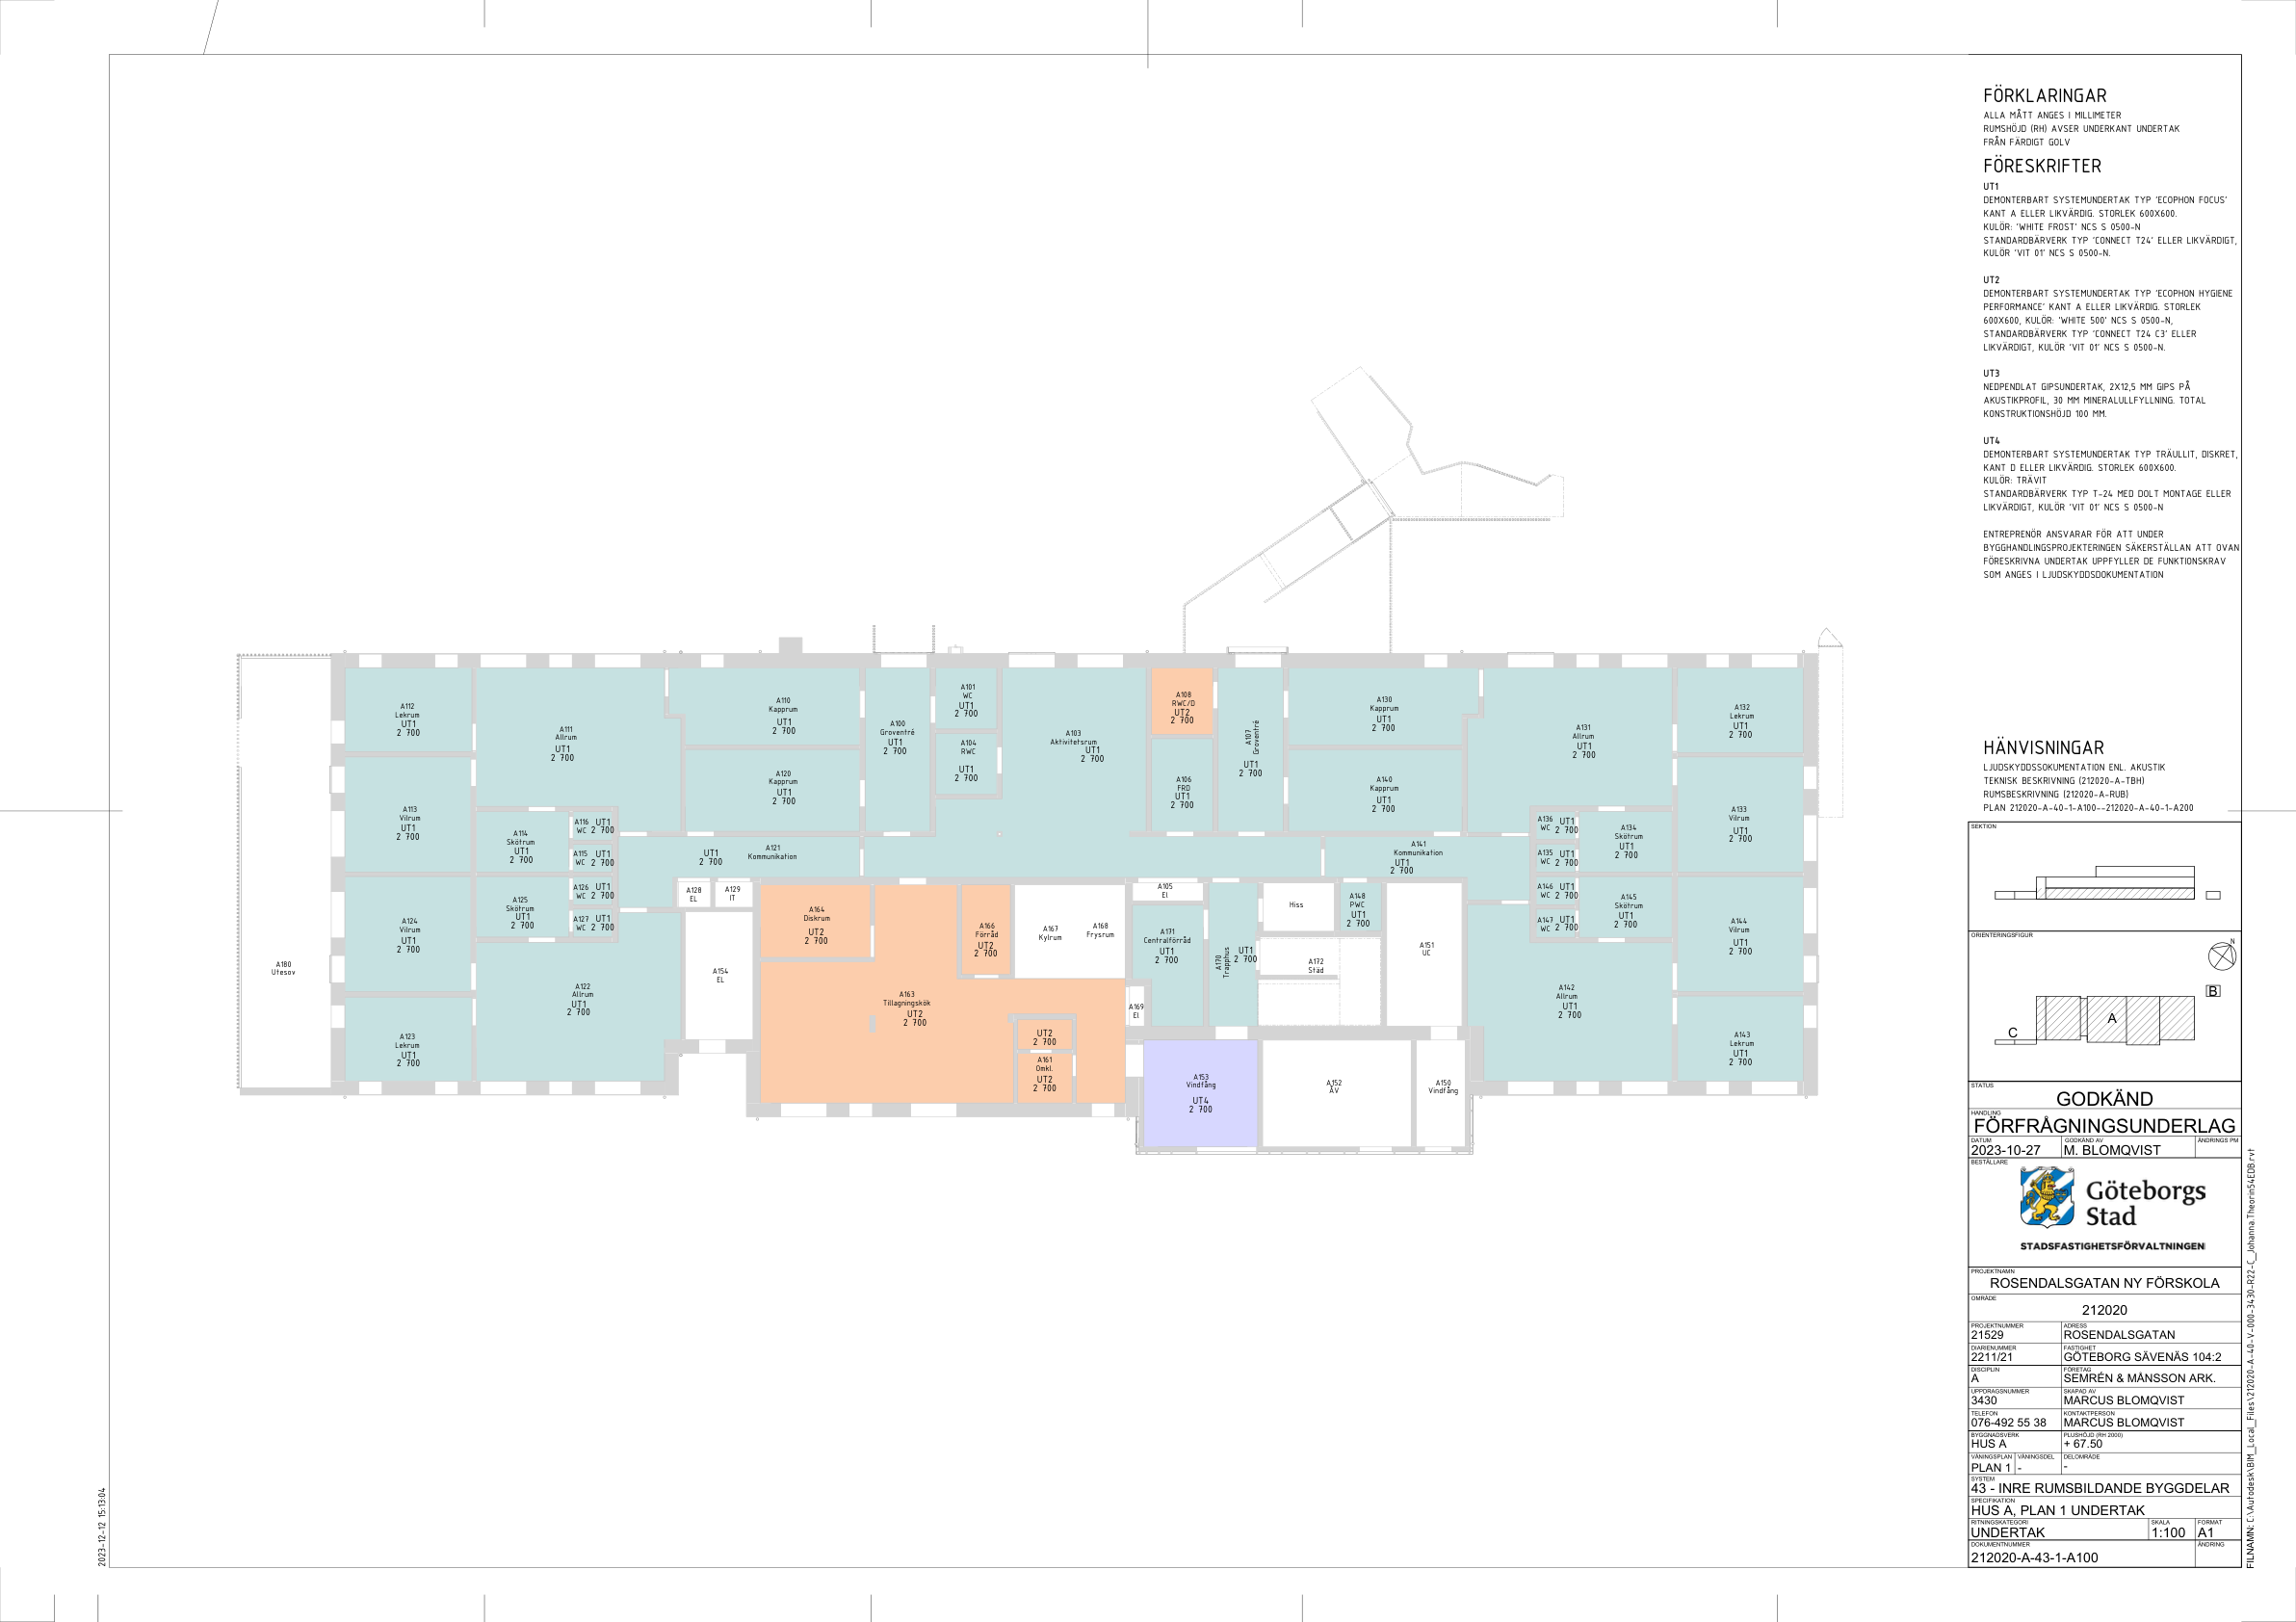 FÖRKLARINGAR
ALLA MÅTT ANGES I MILLIMETER
RUMSHÖJD (RH) AVSER UNDERKANT UNDERTAK
FRÅN FÄRDIGT GOLV
FÖRESKRIFTER
UT1
DEMONTERBART SYSTEMUNDERTAK TYP 'ECOPHON FOCUS'
KANT A ELLER LIKVÄRDIG. STORLEK 600X600.
KULÖR: 'WHITE FROST' NCS S 0500-N
STANDARDBÄRVERK TYP 'CONNECT T24' ELLER LIKVÄRDIGT,
KULÖR 'VIT 01' NCS S 0500-N.
UT2
DEMONTERBART SYSTEMUNDERTAK TYP 'ECOPHON HYGIENE
PERFORMANCE' KANT A ELLER LIKVÄRDIG. STORLEK
600X600, KULÖR: 'WHITE 500' NCS S 0500-N,
STANDARDBÄRVERK TYP 'CONNECT T24 C3' ELLER
LIKVÄRDIGT, KULÖR 'VIT 01' NCS S 0500-N.
UT3
NEDPENDLAT GIPSUNDERTAK, 2X12,5 MM GIPS PÅ
AKUSTIKPROFIL, 30 MM MINERALULLFYLLNING. TOTAL
KONSTRUKTIONSHÖJD 100 MM.
UT4
DEMONTERBART SYSTEMUNDERTAK TYP TRÄULLIT, DISKRET,
KANT D ELLER LIKVÄRDIG. STORLEK 600X600.
KULÖR: TRÄVIT
STANDARDBÄRVERK TYP T-24 MED DOLT MONTAGE ELLER
LIKVÄRDIGT, KULÖR 'VIT 01' NCS S 0500-N
ENTREPRENÖR ANSVARAR FÖR ATT UNDER
BYGGHANDLINGSPROJEKTERINGEN SÄKERSTÄLLAN ATT OVAN
FÖRESKRIVNA UNDERTAK UPPFYLLER DE FUNKTIONSKRAV
SOM ANGES I LJUDSKYDDSDOKUMENTATION
HÄNVISNINGAR
LJUDSKYDDSSOKUMENTATION ENL. AKUSTIK
TEKNISK BESKRIVNING (212020-A-TBH)
RUMSBESKRIVNING (212020-A-RUB)
PLAN 212020-A-40-1-A100--212020-A-40-1-A200
A112
Lekrum
UT1
2 700
A111
Allrum
UT1
2 700
A110
Kapprum
UT1
2 700
A100
Groventré
UT1
2 700
A101
WC
UT1
2 700
A104
RWC
UT1
2 700
A103
Aktivitetsrum
UT1
2 700
A108
RWC/D
UT2
2 700
A106
FRD
UT1
2 700
A107
Groventré
UT1
2 700
A130
Kapprum
UT1
2 700
A131
Allrum
UT1
2 700
A132
Lekrum
UT1
2 700
A120
Kapprum
UT1
2 700
A140
Kapprum
UT1
2 700
A113
Vilrum
UT1
2 700
A114
Skötrum
UT1
2 700
A116 UT1
WC 2 700
A115 UT1
WC 2 700
A126 UT1
WC 2 700
A127 UT1
WC 2 700
A125
Skötrum
UT1
2 700
A124
Vilrum
UT1
2 700
A123
Lekrum
UT1
2 700
A122
Allrum
UT1
2 700
A121
Kommunikation
UT1
2 700
A128
EL
A129
IT
A154
EL
A180
Utesov
A164
Diskrum
UT2
2 700
A163
Tillagningskök
UT2
2 700
A166
Förråd
UT2
2 700
A167
Kylrum
A168
Frysrum
UT2
2 700
A161
Omkl.
UT2
2 700
A105
El
A171
Centralförråd
UT1
2 700
A169
El
A170
Trapphus
UT1
2 700
Hiss
A148
PWC
UT1
2 700
A172
Städ
A151
UC
A141
Kommunikation
UT1
2 700
A136 UT1
WC 2 700
A135 UT1
WC 2 700
A146 UT1
WC 2 700
A147 UT1
WC 2 700
A134
Skötrum
UT1
2 700
A145
Skötrum
UT1
2 700
A133
Vilrum
UT1
2 700
A144
Vilrum
UT1
2 700
A142
Allrum
UT1
2 700
A143
Lekrum
UT1
2 700
A153
Vindfång
UT4
2 700
A152
AV
A150
Vindfång
SEKTION
ORIENTERINGSFIGUR
N
B
A
C
STATUS
GODKÄND
HANDLING
FÖRFRÅGNINGSUNDERLAG
DATUM
2023-10-27
GODKÄND AV
M. BLOMQVIST
ÄNDRINGS PM
BESTÄLLARE
Göteborgs
Stad
STADSFASTIGHETSFÖRVALTNINGEN
PROJEKTNAMN
ROSENDALSGATAN NY FÖRSKOLA
OMRÅDE
212020
PROJEKTNUMMER
21529
ADRESS
ROSENDALSGATAN
DIARIENUMMER
2211/21
FASTIGHET
GÖTEBORG SÄVENÄS 104:2
DISCIPLIN
A
FÖRETAG
SEMRÉN & MÅNSSON ARK.
UPPDRAGSNUMMER
3430
SKAPAD AV
MARCUS BLOMQVIST
TELEFON
076-492 55 38
KONTAKTPERSON
MARCUS BLOMQVIST
BYGGNADSVERK
HUS A
PLUSHÖJD (RH 2000)
+ 67.50
VÅNINGSPLAN
PLAN 1
VÅNINGSDEL
-
DELOMRÅDE
-
SYSTEM
43 - INRE RUMSBILDANDE BYGGDELAR
SPECIFIKATION
HUS A, PLAN 1 UNDERTAK
RITNINGSKATEGORI
UNDERTAK
SKALA
1:100
FORMAT
A1
DOKUMENTNUMMER
212020-A-43-1-A100
ÄNDRING
2023-12-12 15:13:04
FILNAMN: C:\Autodesk\BIM_Local_Files\212020-A-40-V-000-3430-R22-C_Johanna.Theorin54EDB.rvt